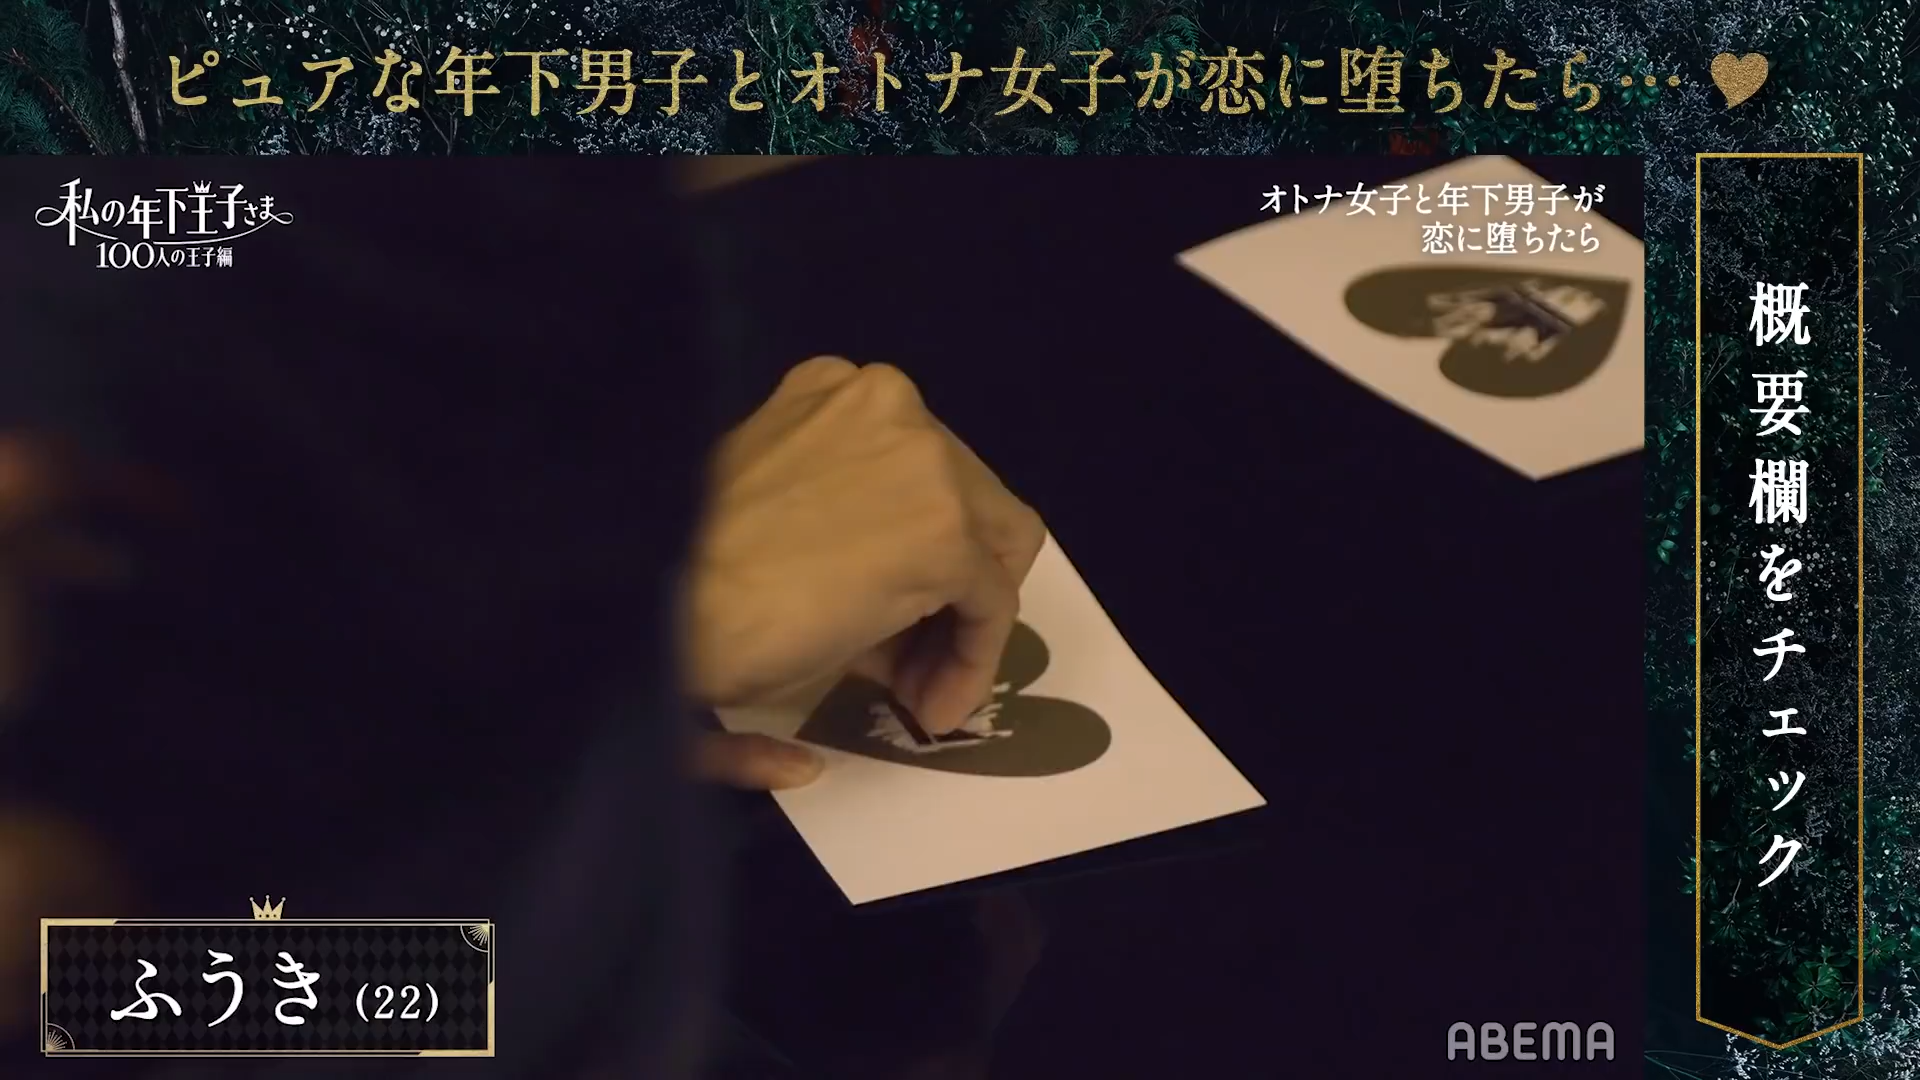 ピュアな年下男子とオトナ女子が恋に堕ちたら…
私の年下王子さま
100人の王子編
オトナ女子と年下男子が
恋に堕ちたら
概要欄をチェック
ふうき(22)
ABEMA